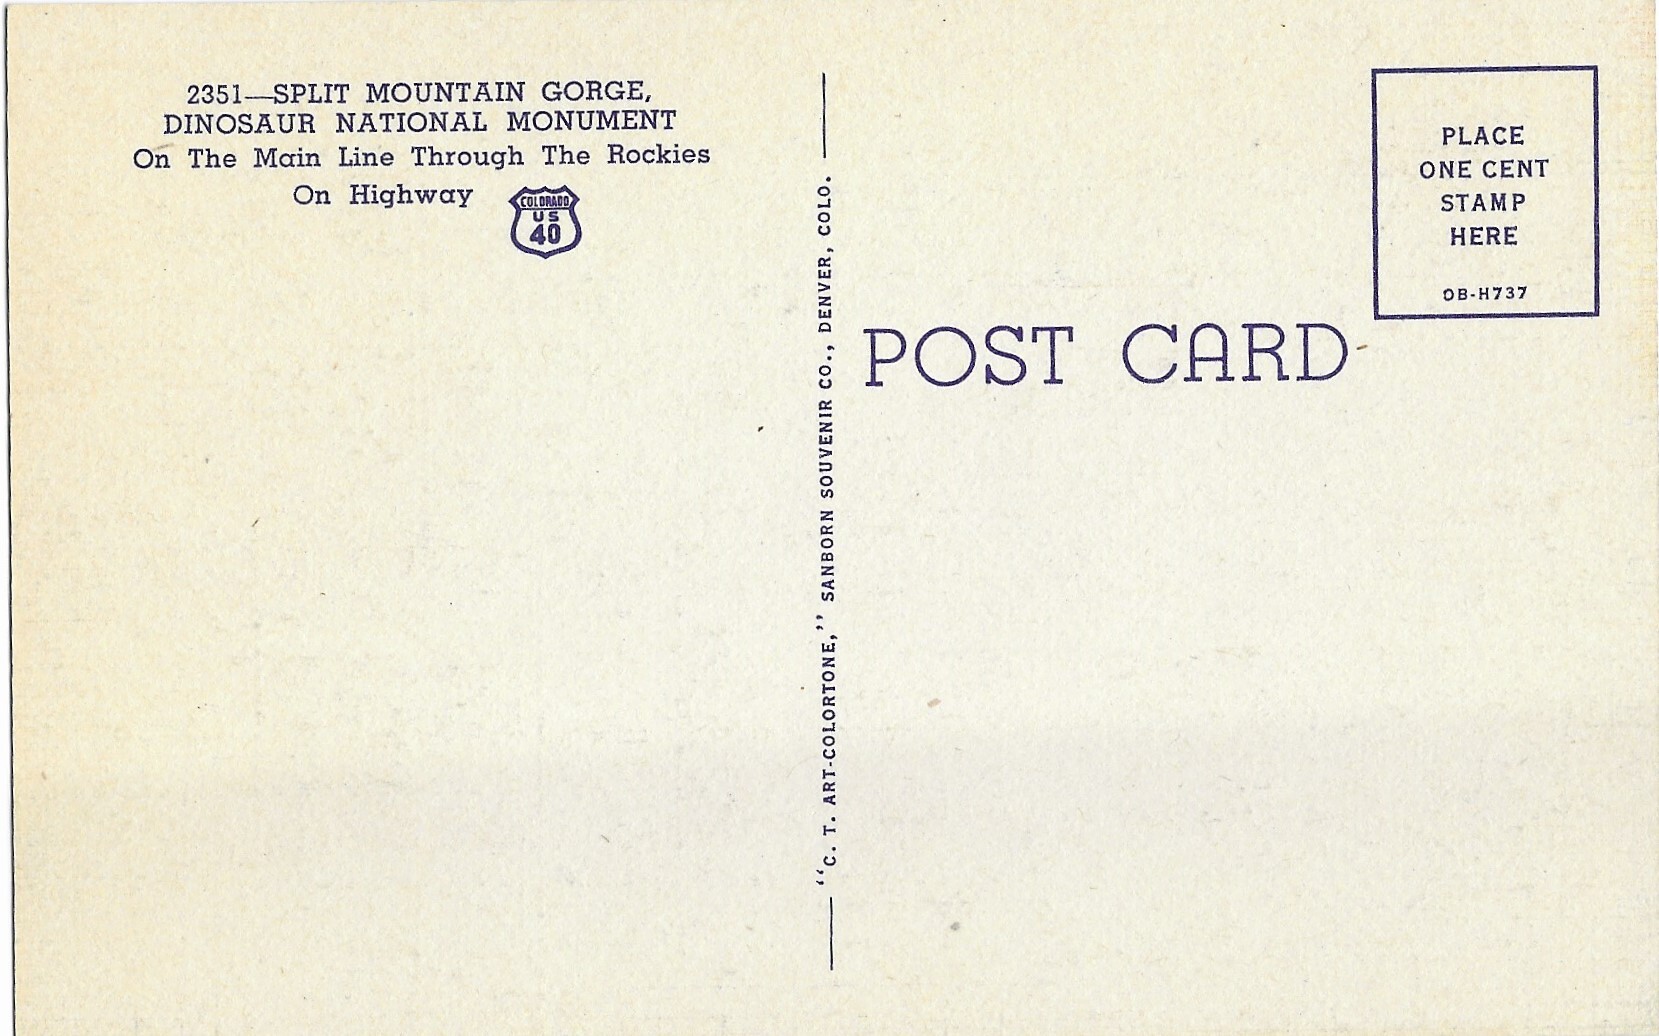 2351—SPLIT MOUNTAIN GORGE,
DINOSAUR NATIONAL MONUMENT
On The Main Line Through The Rockies
On Highway
COLORADO
US
40
"C. T. ART-COLORTONE," SANBORN SOUVENIR CO., DENVER, COLO.
PLACE
ONE CENT
STAMP
HERE
OB-H737
POST CARD